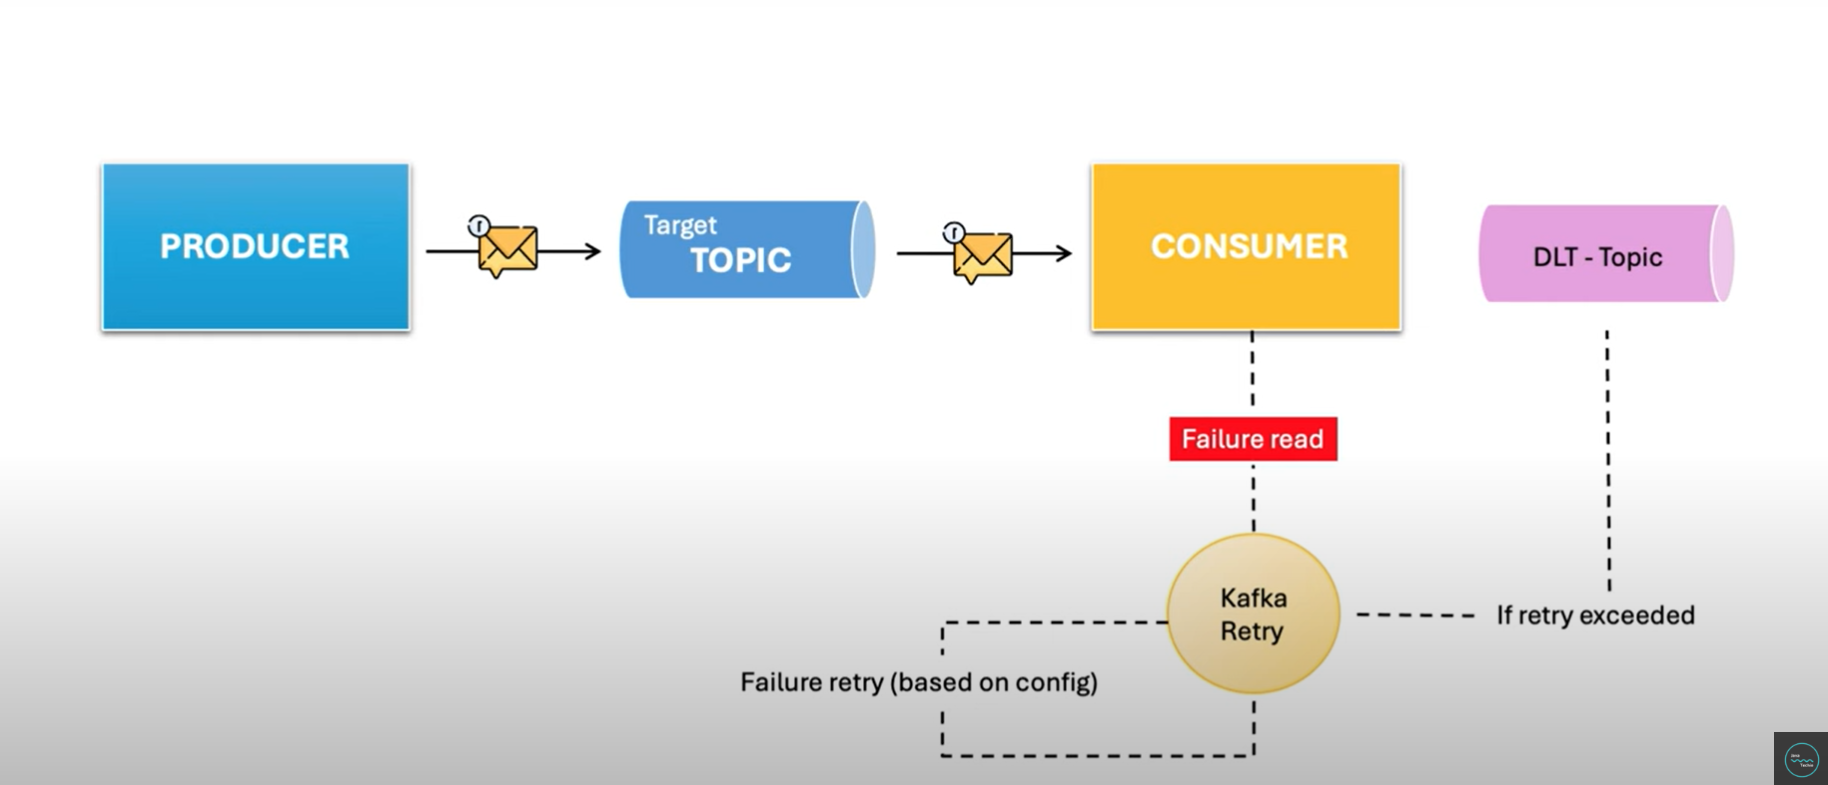 PRODUCER
Target
TOPIC
CONSUMER
DLT - Topic
Failure read
Kafka
Retry
If retry exceeded
Failure retry (based on config)